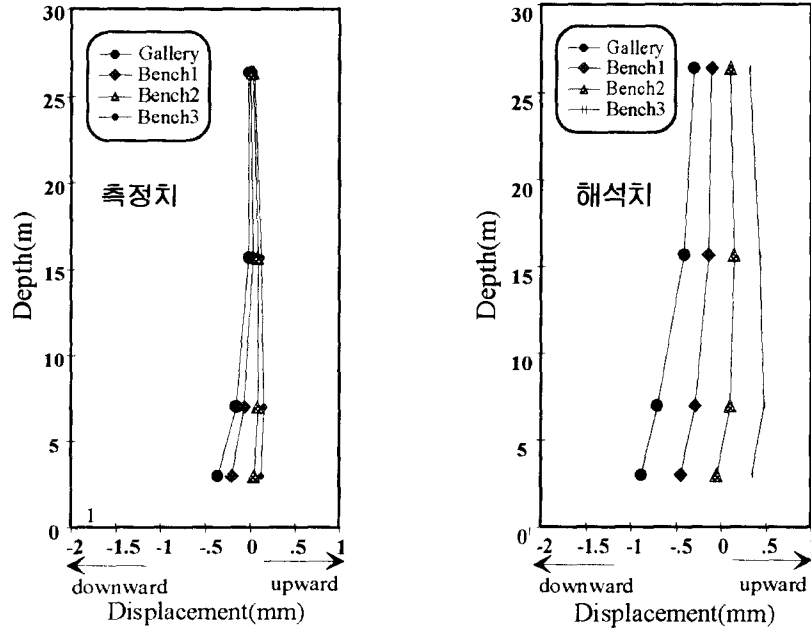 30
25
20
15
10
5
0
Depth(m)
Gallery
Bench1
Bench2
Bench3
측정치
1
-2 -1.5 -1 -.5 0 .5 1
downward upward
Displacement(mm)
30
25
20
15
10
5
0
Depth(m)
Gallery
Bench1
Bench2
Bench3
해석치
-2 -1.5 -1 -.5 0 .5 1
downward upward
Displacement(mm)